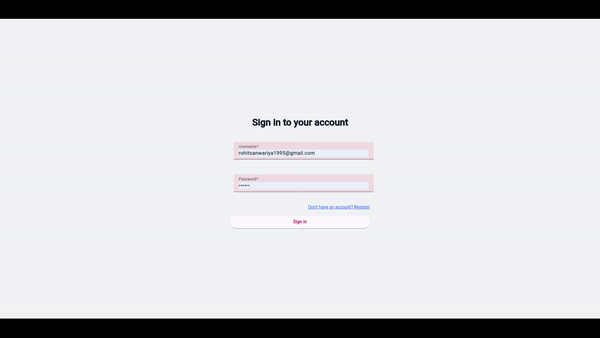 Sign in to your account
Username*
rohitsanwariya1995@gmail.com
Password*
•••••
Don't have an account? Register
Sign in